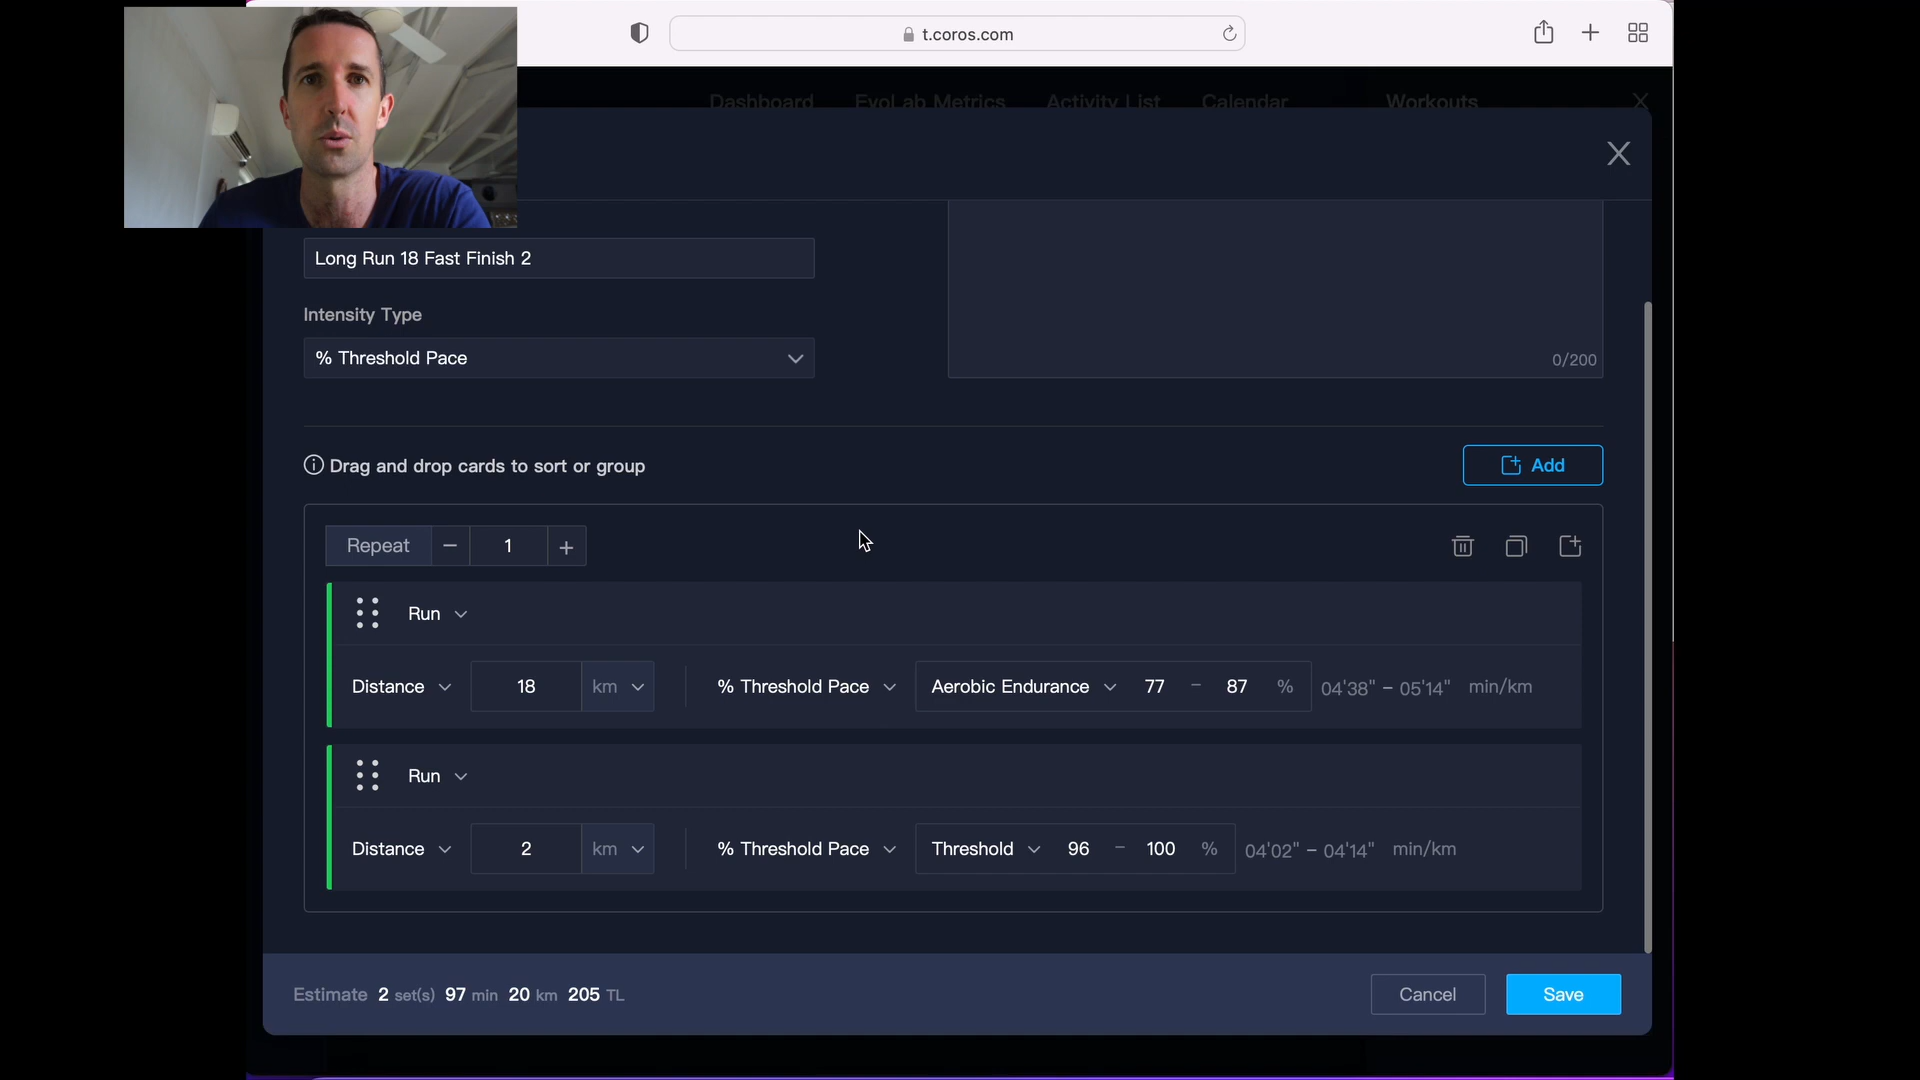 t.coros.com
Dashboard EvoLab Metrics Activity List Calendar Workouts
Long Run 18 Fast Finish 2
Intensity Type
% Threshold Pace
0/200
Drag and drop cards to sort or group
Add
Repeat − 1 +
Run
Distance 18 km % Threshold Pace Aerobic Endurance 77 – 87 % 04'38" – 05'14" min/km
Run
Distance 2 km % Threshold Pace Threshold 96 – 100 % 04'02" – 04'14" min/km
Estimate 2 set(s) 97 min 20 km 205 TL
Cancel
Save